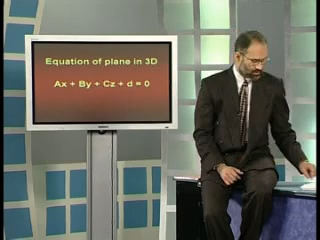 Equation of plane in 3D
Ax + By + Cz + d = 0